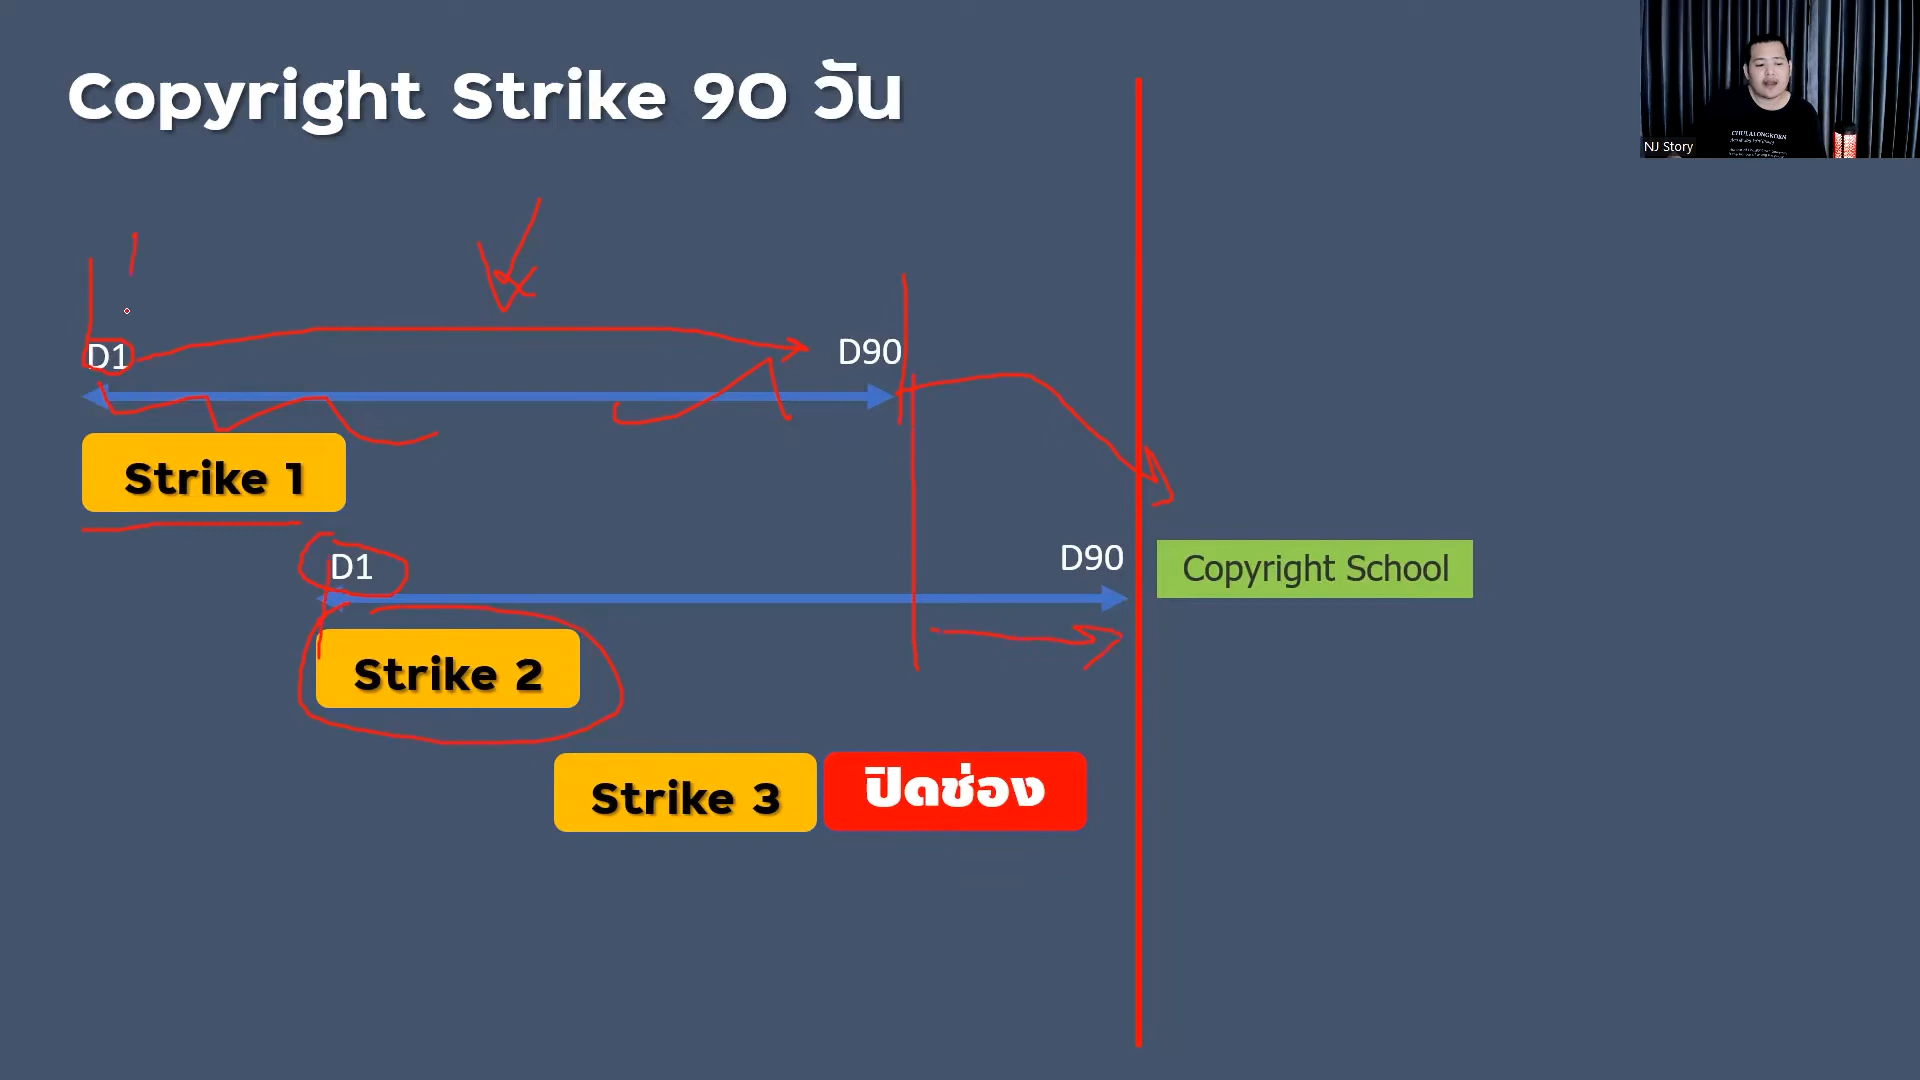 Copyright Strike 90 วัน
NJ Story
CHULALONGKORN
D1
D90
Strike 1
D1
D90
Copyright School
Strike 2
Strike 3
ปิดช่อง